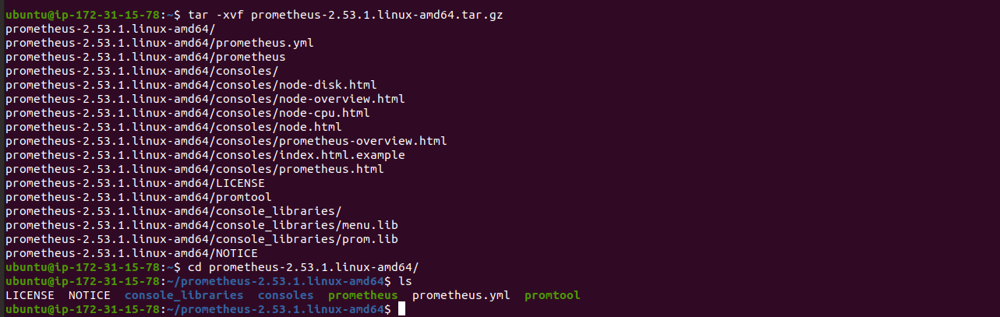 ubuntu@ip-172-31-15-78:~$ tar -xvf prometheus-2.53.1.linux-amd64.tar.gz
prometheus-2.53.1.linux-amd64/
prometheus-2.53.1.linux-amd64/prometheus.yml
prometheus-2.53.1.linux-amd64/prometheus
prometheus-2.53.1.linux-amd64/consoles/
prometheus-2.53.1.linux-amd64/consoles/node-disk.html
prometheus-2.53.1.linux-amd64/consoles/node-overview.html
prometheus-2.53.1.linux-amd64/consoles/node-cpu.html
prometheus-2.53.1.linux-amd64/consoles/node.html
prometheus-2.53.1.linux-amd64/consoles/prometheus-overview.html
prometheus-2.53.1.linux-amd64/consoles/index.html.example
prometheus-2.53.1.linux-amd64/consoles/prometheus.html
prometheus-2.53.1.linux-amd64/LICENSE
prometheus-2.53.1.linux-amd64/promtool
prometheus-2.53.1.linux-amd64/console_libraries/
prometheus-2.53.1.linux-amd64/console_libraries/menu.lib
prometheus-2.53.1.linux-amd64/console_libraries/prom.lib
prometheus-2.53.1.linux-amd64/NOTICE
ubuntu@ip-172-31-15-78:~$ cd prometheus-2.53.1.linux-amd64/
ubuntu@ip-172-31-15-78:~/prometheus-2.53.1.linux-amd64$ ls
LICENSE  NOTICE  console_libraries  consoles  prometheus  prometheus.yml  promtool
ubuntu@ip-172-31-15-78:~/prometheus-2.53.1.linux-amd64$